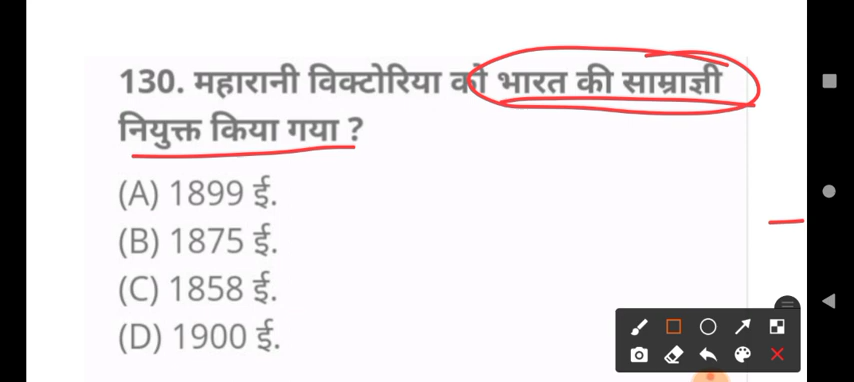 130. महारानी विक्टोरिया को भारत की साम्राज्ञी
नियुक्त किया गया ?
(A) 1899 ई.
(B) 1875 ई.
(C) 1858 ई.
(D) 1900 ई.